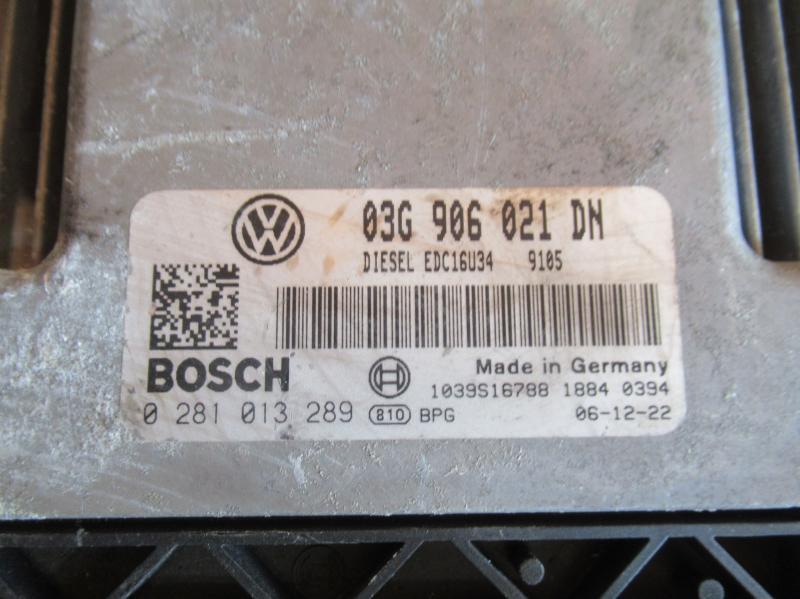 03G 906 021 DN
DIESEL EDC16U34 9105
BOSCH
Made in Germany
1039S16788 1884 0394
0 281 013 289 810 BPG 06-12-22